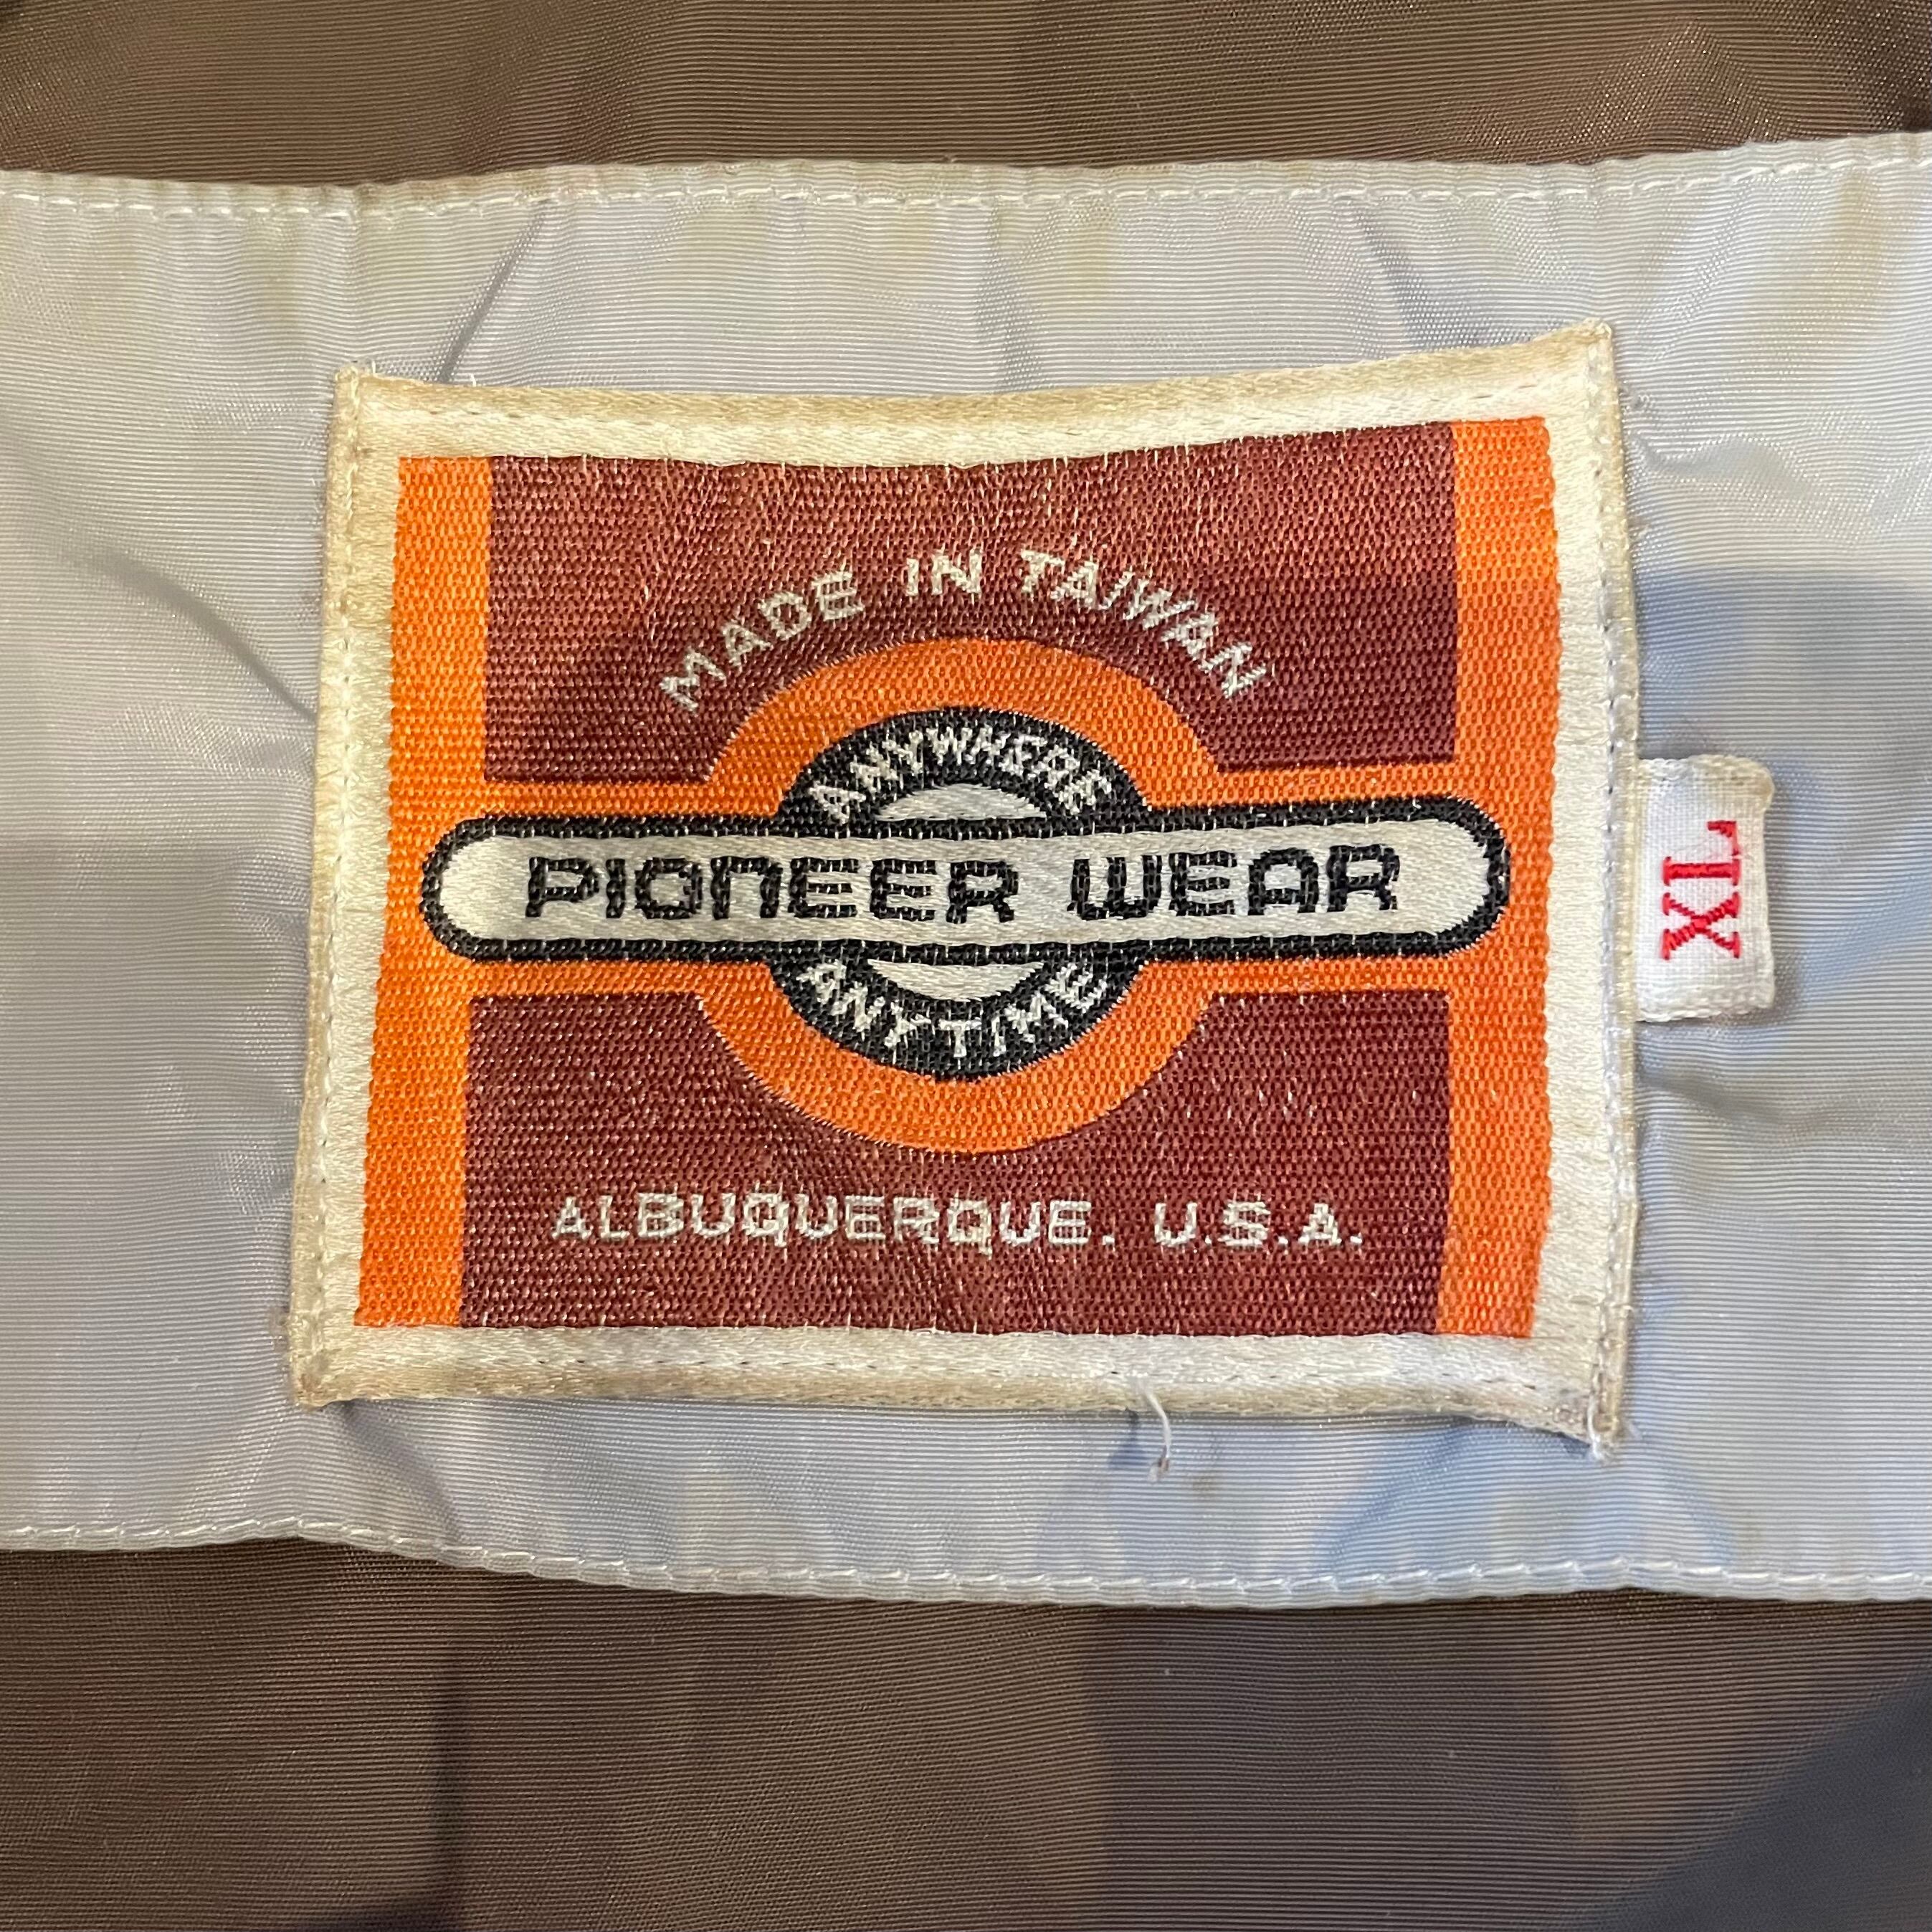 MADE IN TAIWAN
ANYWHERE
PIONEER WEAR
ANYTIME
ALBUQUERQUE. U.S.A.
XL